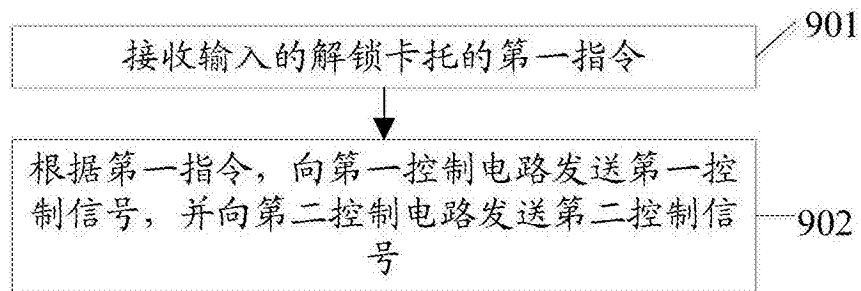 接收输入的解锁卡托的第一指令
901
根据第一指令，向第一控制电路发送第一控
制信号，并向第二控制电路发送第二控制信
号
902